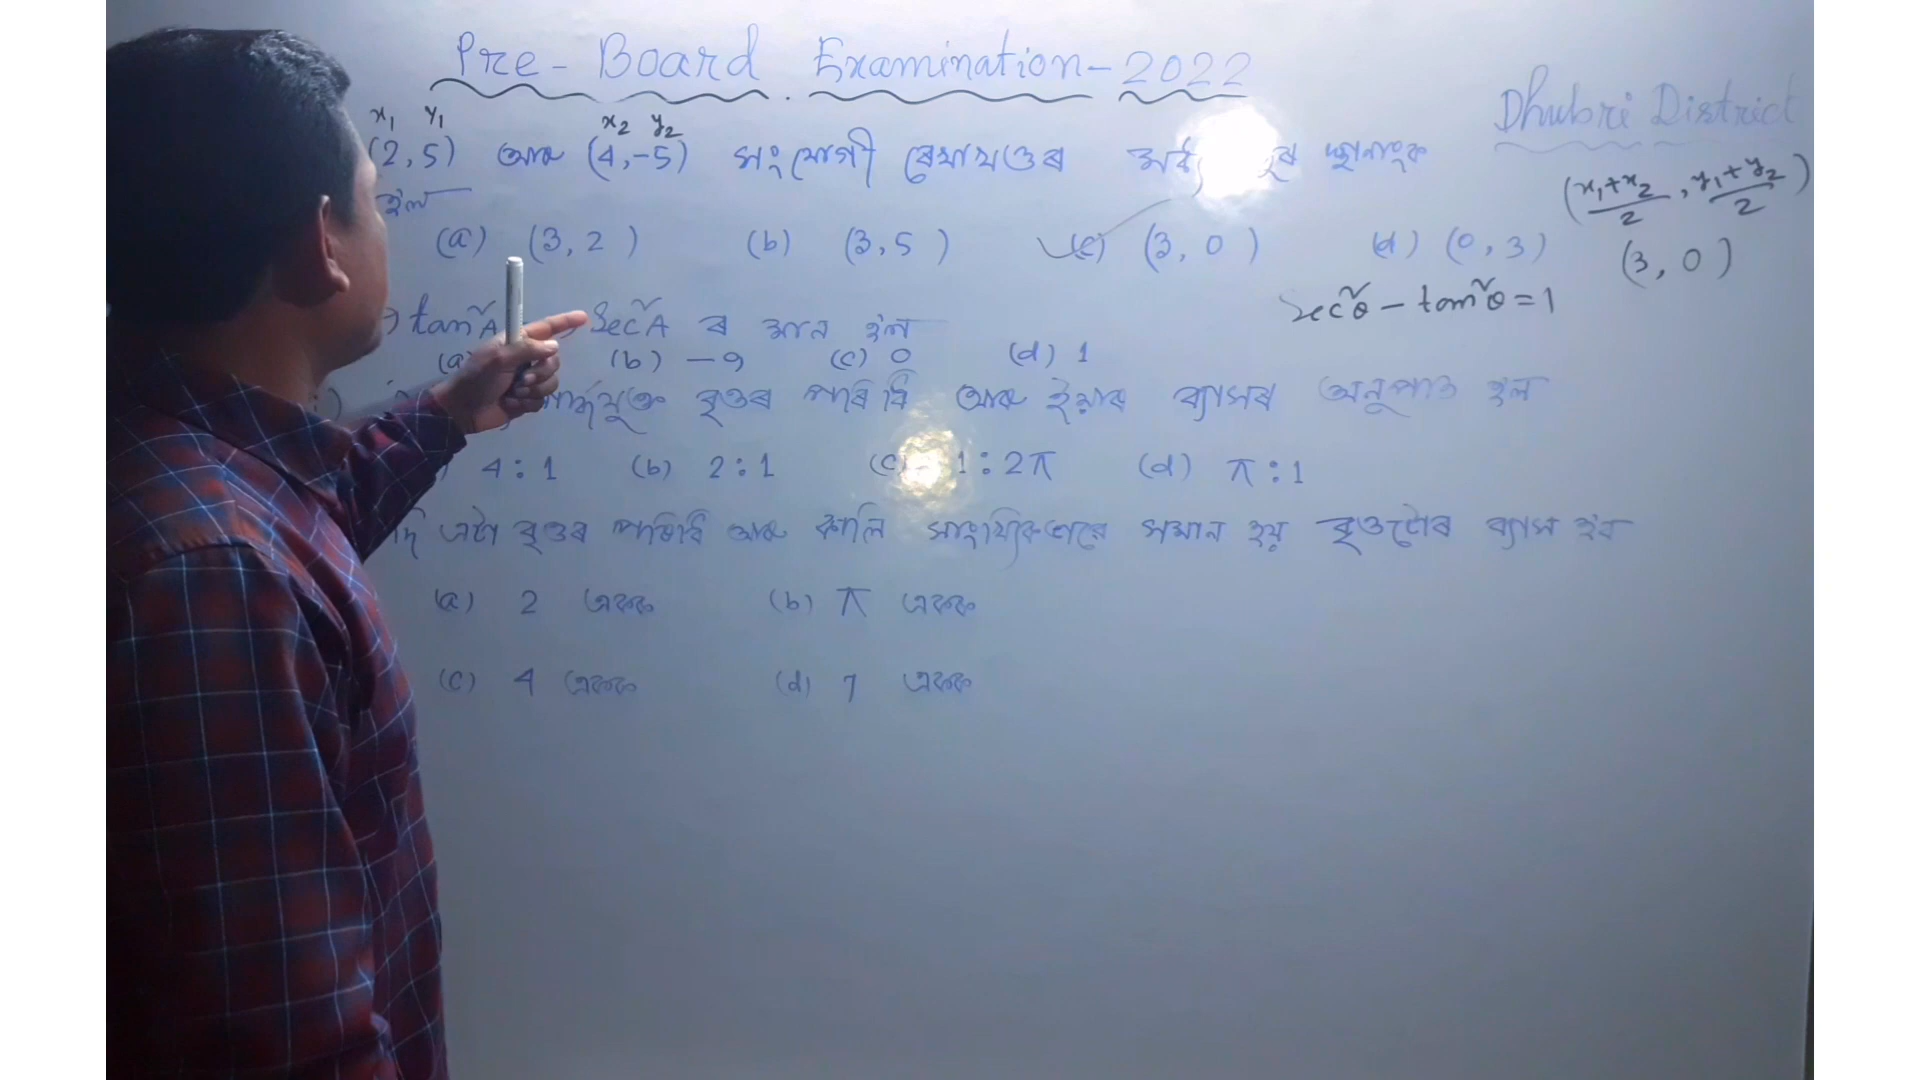 Pre-Board Examination-2022
Dhubri District
x₁ y₁ x₂ y₂
(2,5) আৰু (4,-5) সংযোগী ৰেখাখণ্ডৰ স্থানাংক
হ'ল
(x₁+x₂/2, y₁+y₂/2)
(a) (3,2) (b) (3,5) (c) (3,0) (d) (0,3)
(3,0)
sec²θ - tan²θ = 1
tan²A sec²A ৰ মান হ'ল
(a) (b) -9 (c) 0 (d) 1
বৃত্তৰ পৰিধি আৰু ইয়াৰ ব্যাসৰ অনুপাত হ'ল
4:1 (b) 2:1 (c) 1:2π (d) π:1
এটা বৃত্তৰ পৰিধি আৰু কালি সাংখ্যিকভাৱে সমান হয় বৃত্তটোৰ ব্যাস হ'ব
(a) 2 একক (b) π একক
(c) 4 একক (d) 7 একক